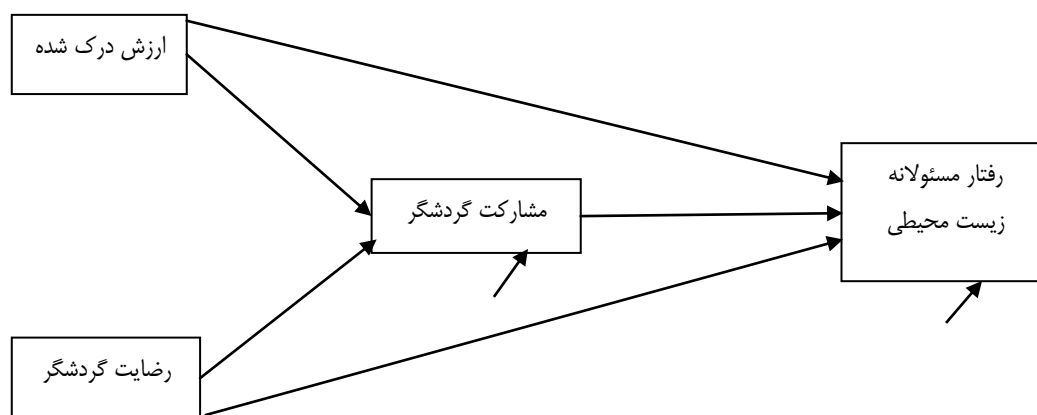 ارزش درک شده
رفتار مسئولانه
زیست محیطی
مشارکت گردشگر
رضایت گردشگر